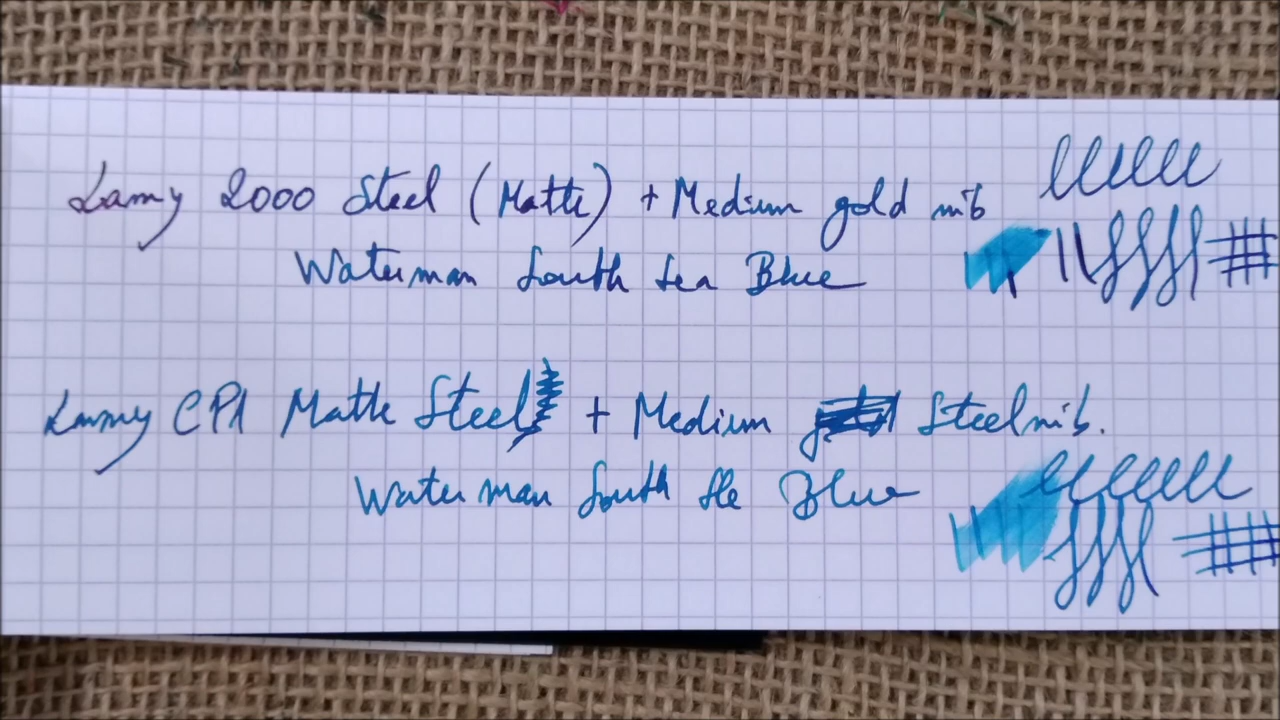 Lamy 2000 Steel (Matte) + Medium gold nib
Waterman South Sea Blue
Lamy CP1 Matte Steel + Medium Steel nib.
Waterman South See Blue